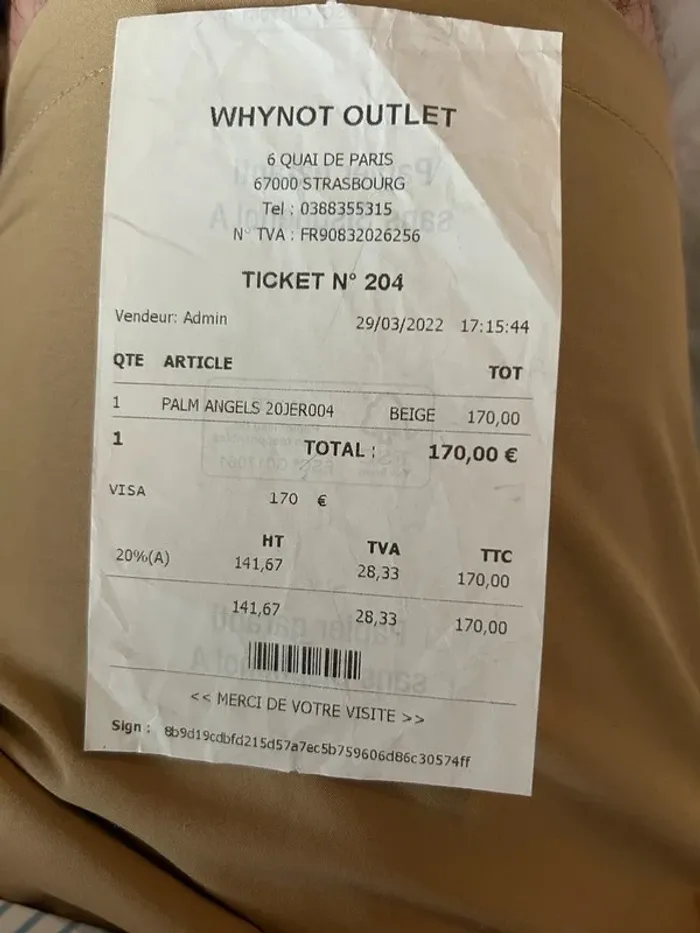 WHYNOT OUTLET
6 QUAI DE PARIS
67000 STRASBOURG
Tel : 0388355315
N° TVA : FR90832026256
TICKET N° 204
Vendeur: Admin 29/03/2022 17:15:44
QTE ARTICLE TOT
1 PALM ANGELS 20JER004 BEIGE 170,00
1 TOTAL : 170,00 €
VISA 170 €
HT TVA TTC
20%(A) 141,67 28,33 170,00
141,67 28,33 170,00
<< MERCI DE VOTRE VISITE >>
Sign : 8b9d19cdbfd215d57a7ec5b759606d86c30574ff